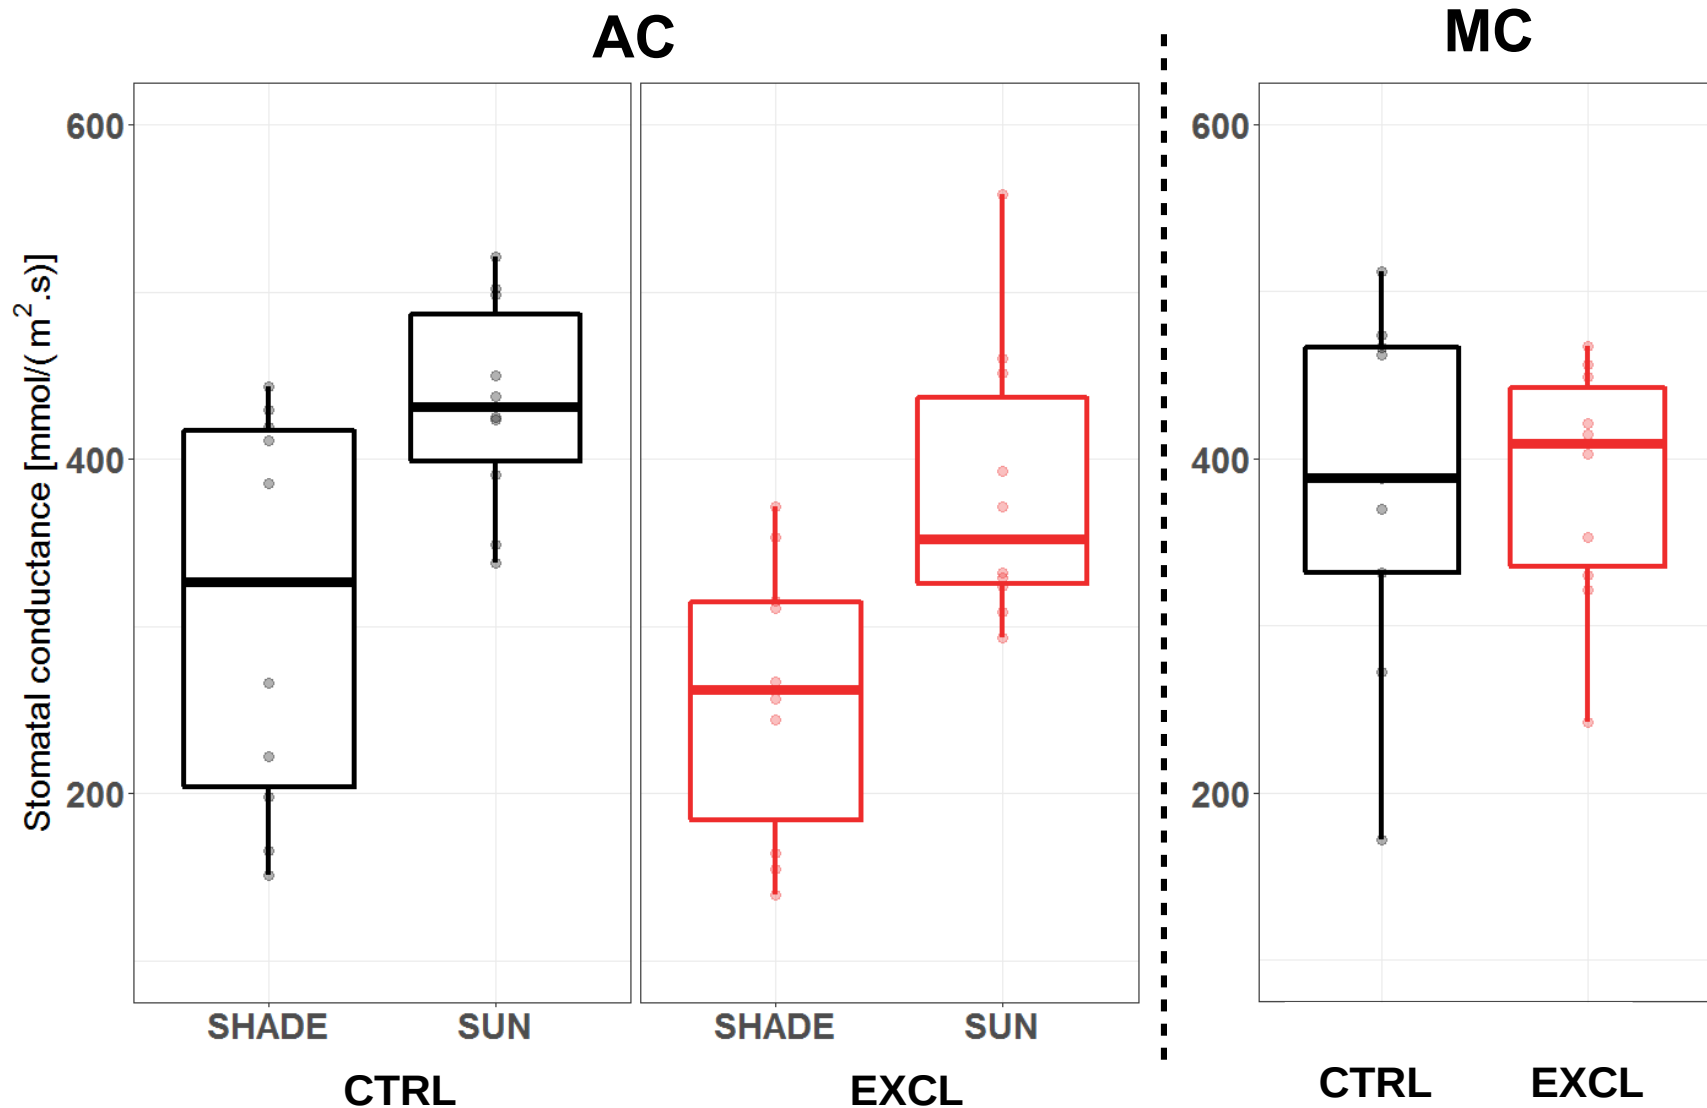 AC
MC
Stomatal conductance [mmol/( m².s)]
600
400
200
600
400
200
SHADE
SUN
SHADE
SUN
CTRL
EXCL
CTRL
EXCL